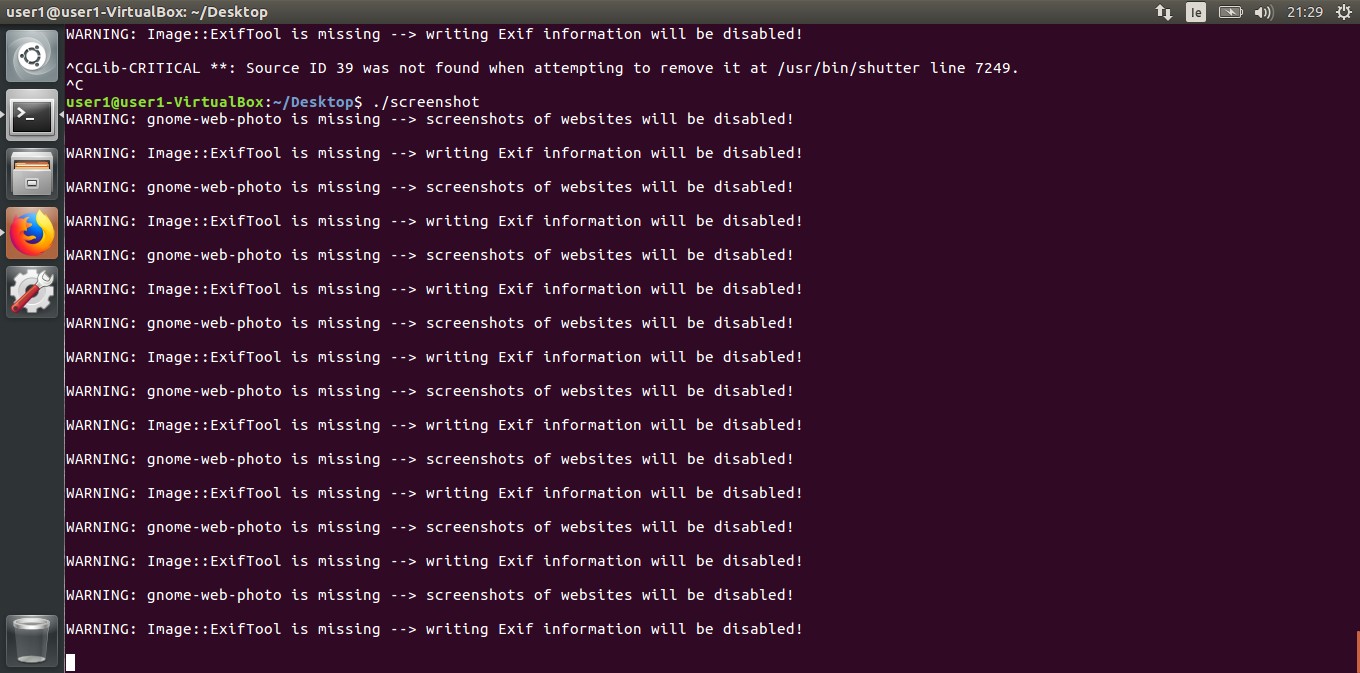 user1@user1-VirtualBox: ~/Desktop
Ie
21:29
WARNING: Image::ExifTool is missing --> writing Exif information will be disabled!
^CGLib-CRITICAL **: Source ID 39 was not found when attempting to remove it at /usr/bin/shutter line 7249.
^C
user1@user1-VirtualBox:~/Desktop$ ./screenshot
WARNING: gnome-web-photo is missing --> screenshots of websites will be disabled!
WARNING: Image::ExifTool is missing --> writing Exif information will be disabled!
WARNING: gnome-web-photo is missing --> screenshots of websites will be disabled!
WARNING: Image::ExifTool is missing --> writing Exif information will be disabled!
WARNING: gnome-web-photo is missing --> screenshots of websites will be disabled!
WARNING: Image::ExifTool is missing --> writing Exif information will be disabled!
WARNING: gnome-web-photo is missing --> screenshots of websites will be disabled!
WARNING: Image::ExifTool is missing --> writing Exif information will be disabled!
WARNING: gnome-web-photo is missing --> screenshots of websites will be disabled!
WARNING: Image::ExifTool is missing --> writing Exif information will be disabled!
WARNING: gnome-web-photo is missing --> screenshots of websites will be disabled!
WARNING: Image::ExifTool is missing --> writing Exif information will be disabled!
WARNING: gnome-web-photo is missing --> screenshots of websites will be disabled!
WARNING: Image::ExifTool is missing --> writing Exif information will be disabled!
WARNING: gnome-web-photo is missing --> screenshots of websites will be disabled!
WARNING: Image::ExifTool is missing --> writing Exif information will be disabled!